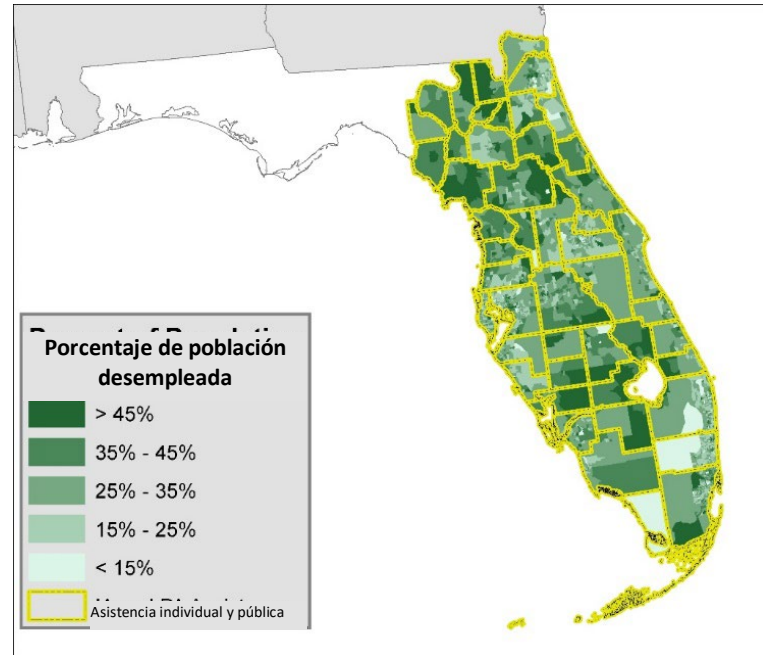 Porcentaje de población
desempleada
> 45%
35% - 45%
25% - 35%
15% - 25%
< 15%
Asistencia individual y pública